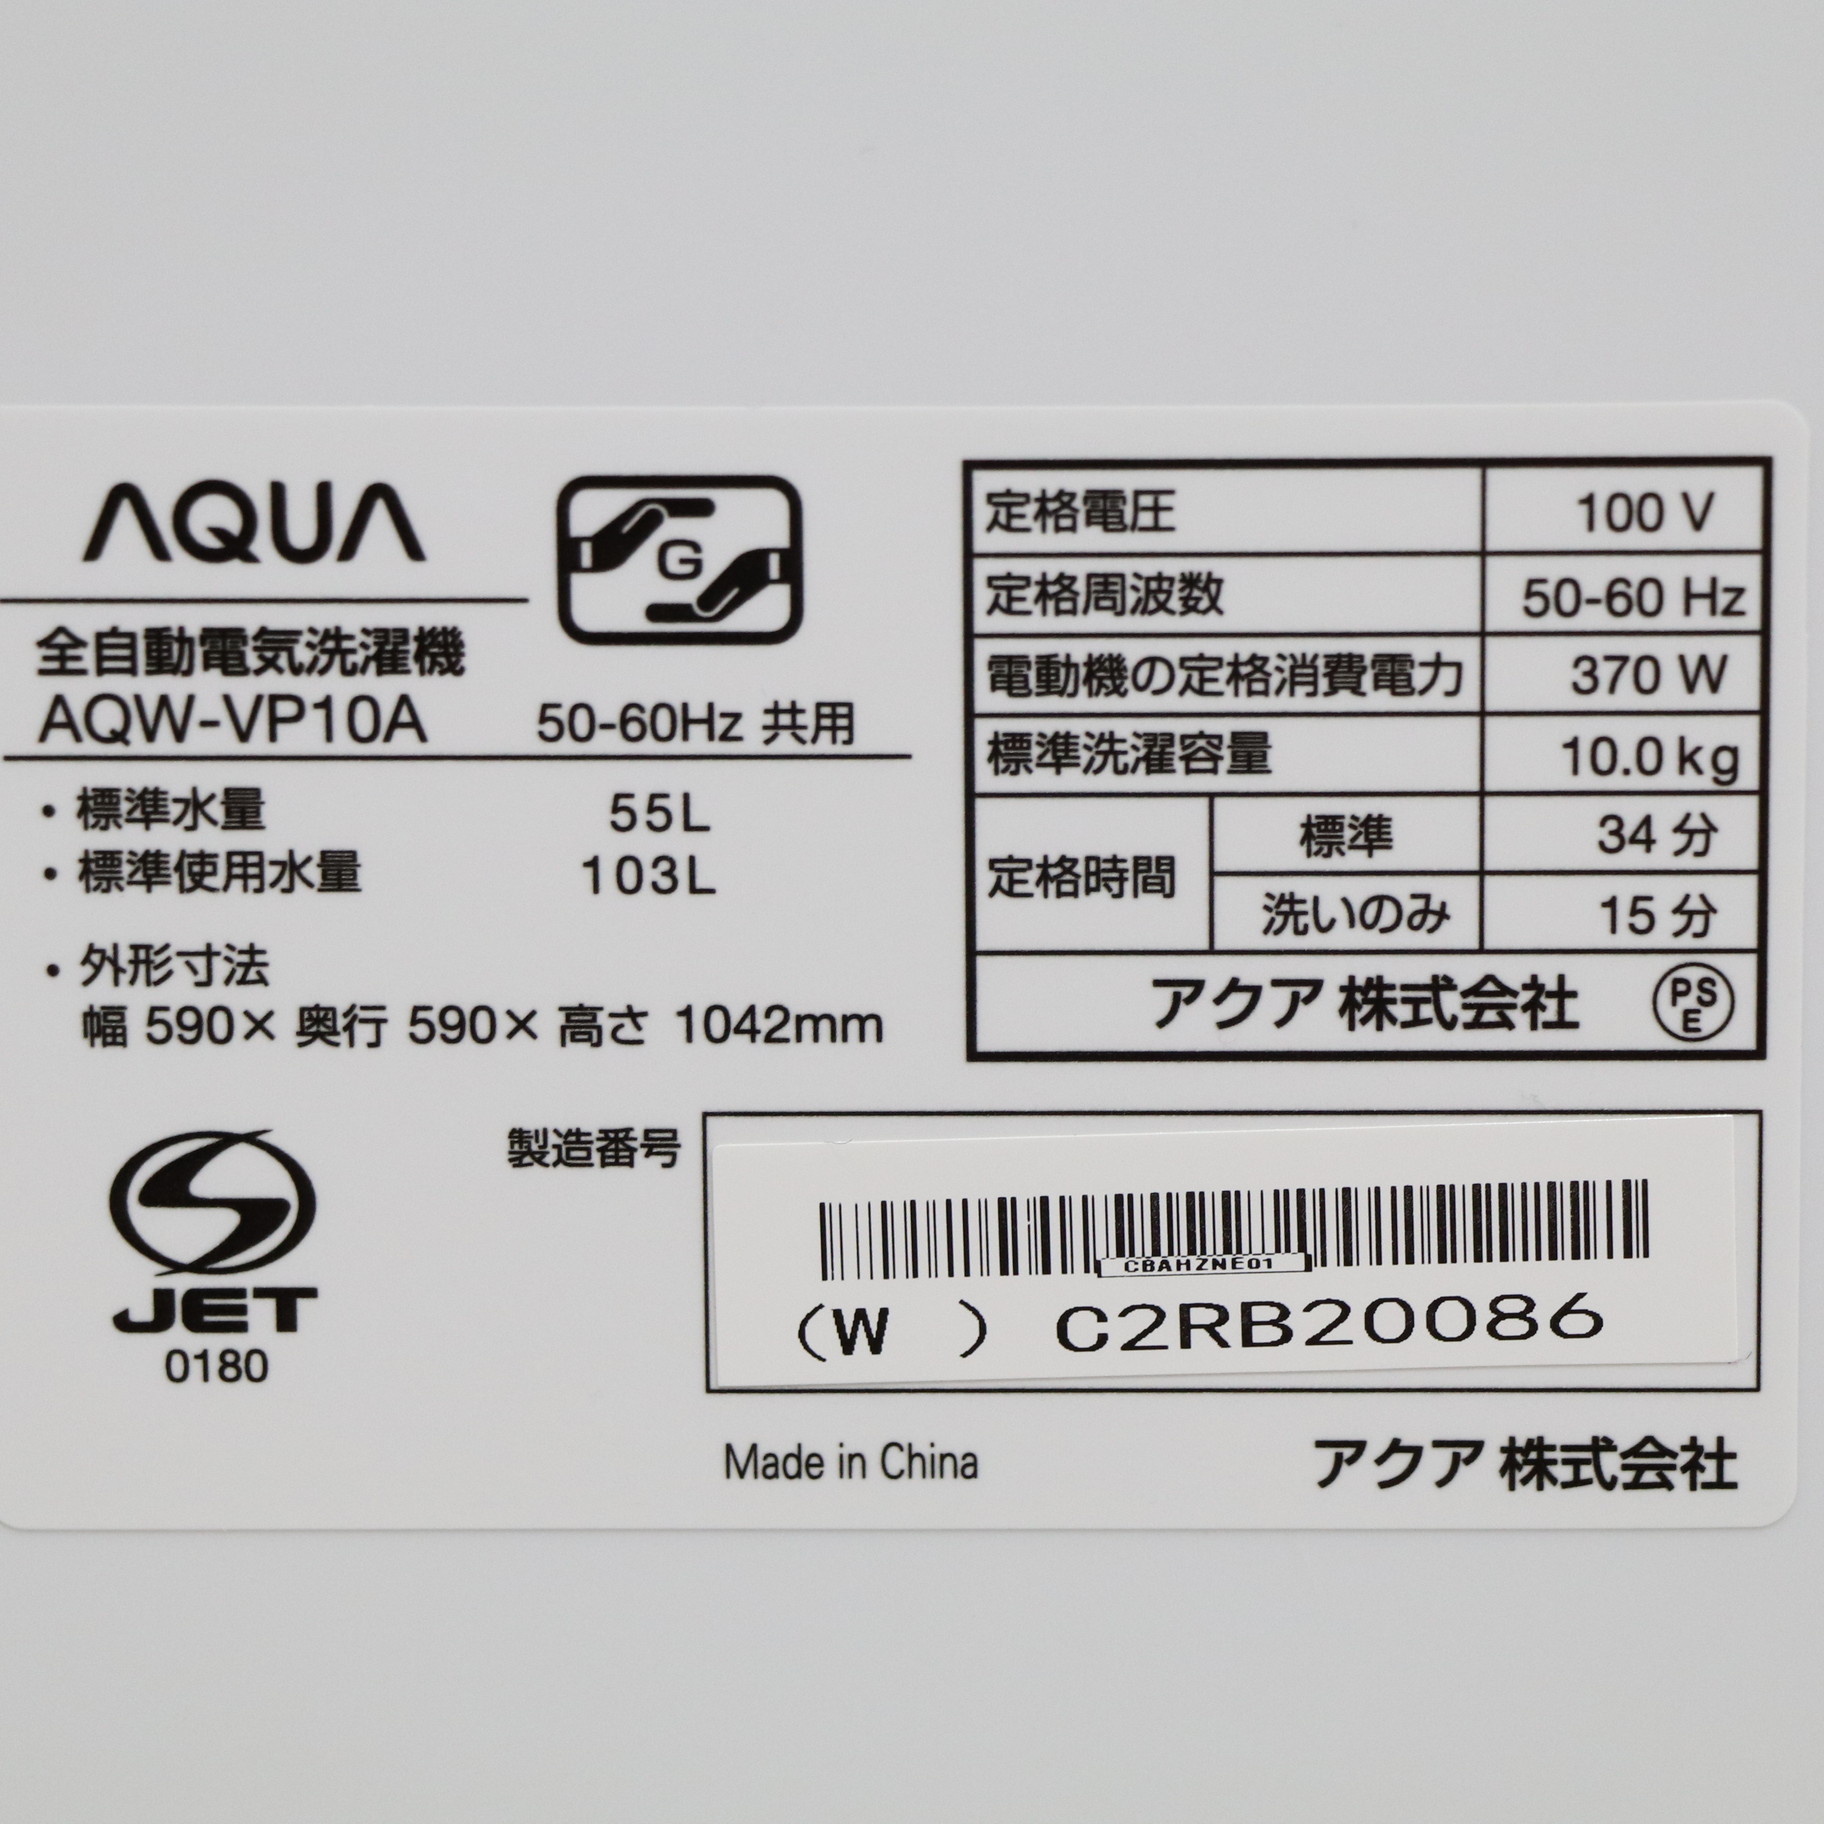 AQUA
G
全自動電気洗濯機
AQW-VP10A
50-60Hz 共用
・標準水量 55L
・標準使用水量 103L
・外形寸法
幅 590× 奥行 590× 高さ 1042mm
定格電圧 100 V
定格周波数 50-60 Hz
電動機の定格消費電力 370 W
標準洗濯容量 10.0kg
定格時間 標準 34 分
洗いのみ 15 分
アクア 株式会社 PSE
JET
0180
製造番号
CBAHZNE01
(W ) C2RB20086
Made in China
アクア 株式会社